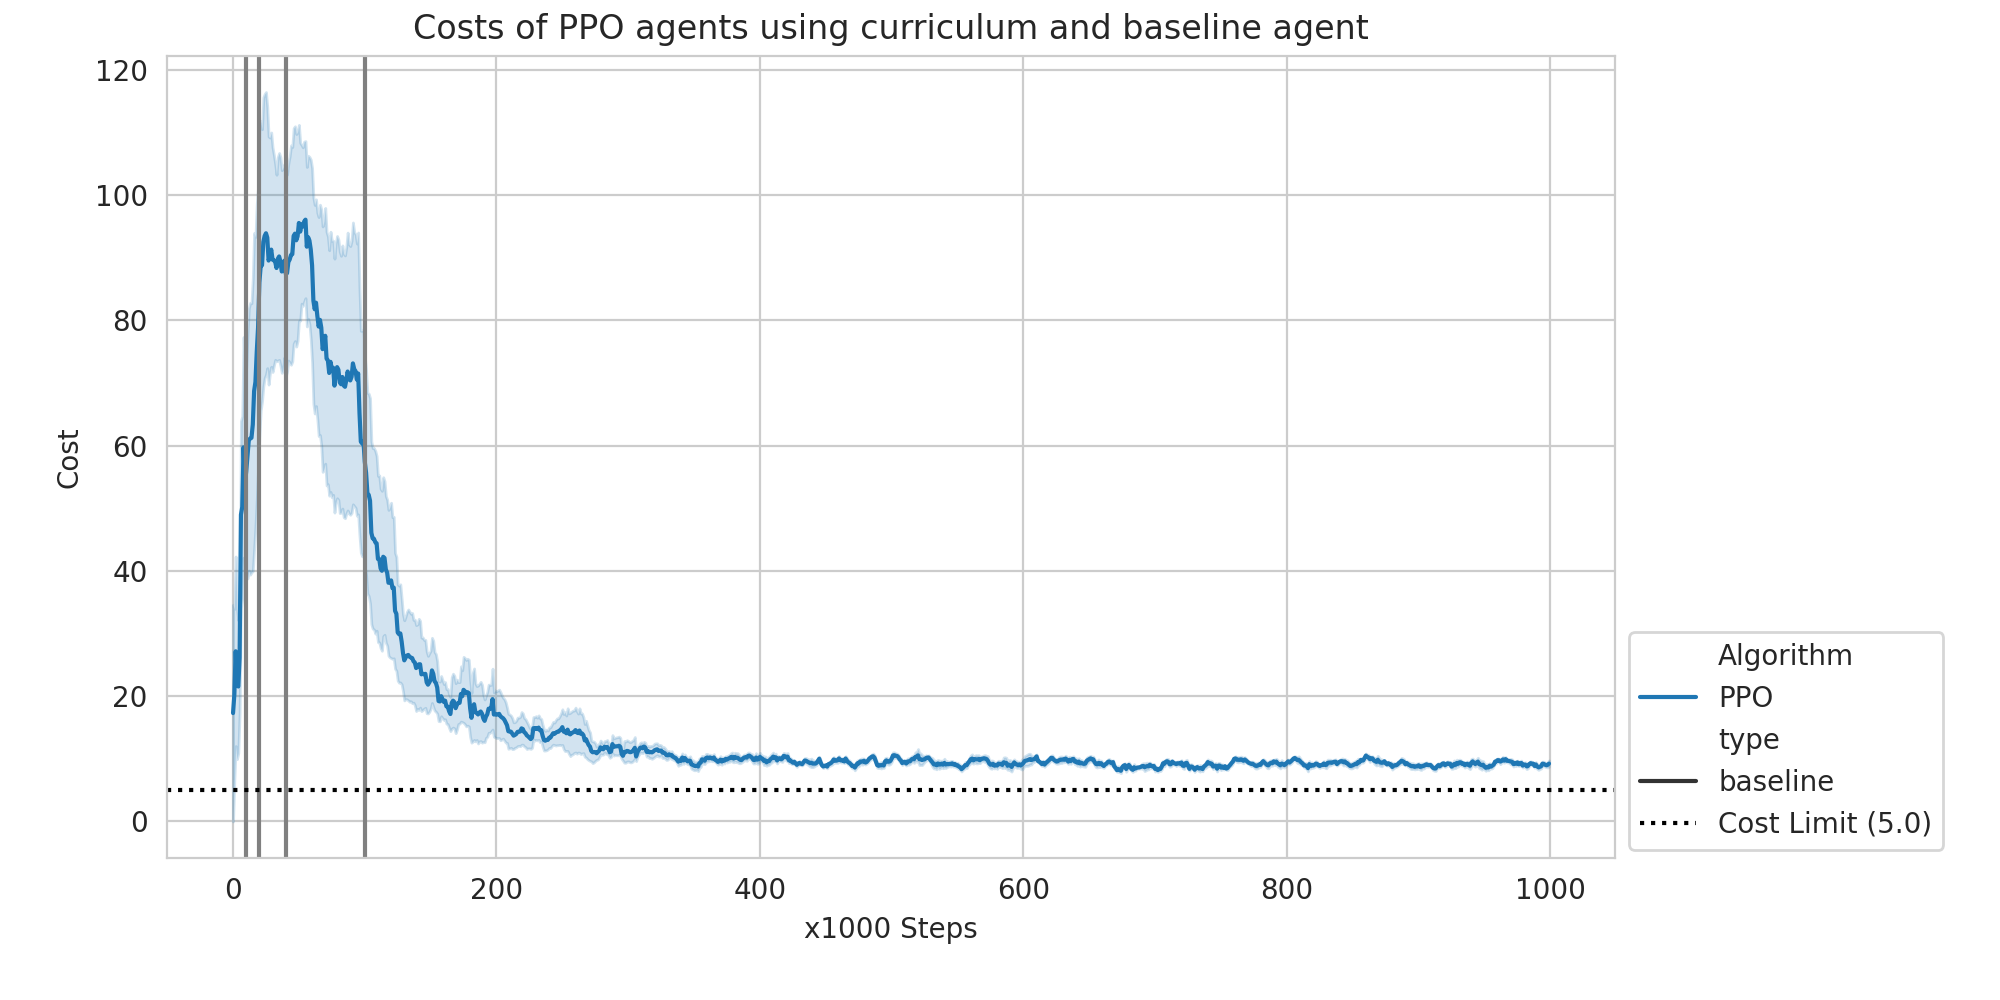 Costs of PPO agents using curriculum and baseline agent
120
100
80
60
40
20
0
Cost
0
200
400
600
800
1000
x1000 Steps
Algorithm
PPO
type
baseline
Cost Limit (5.0)